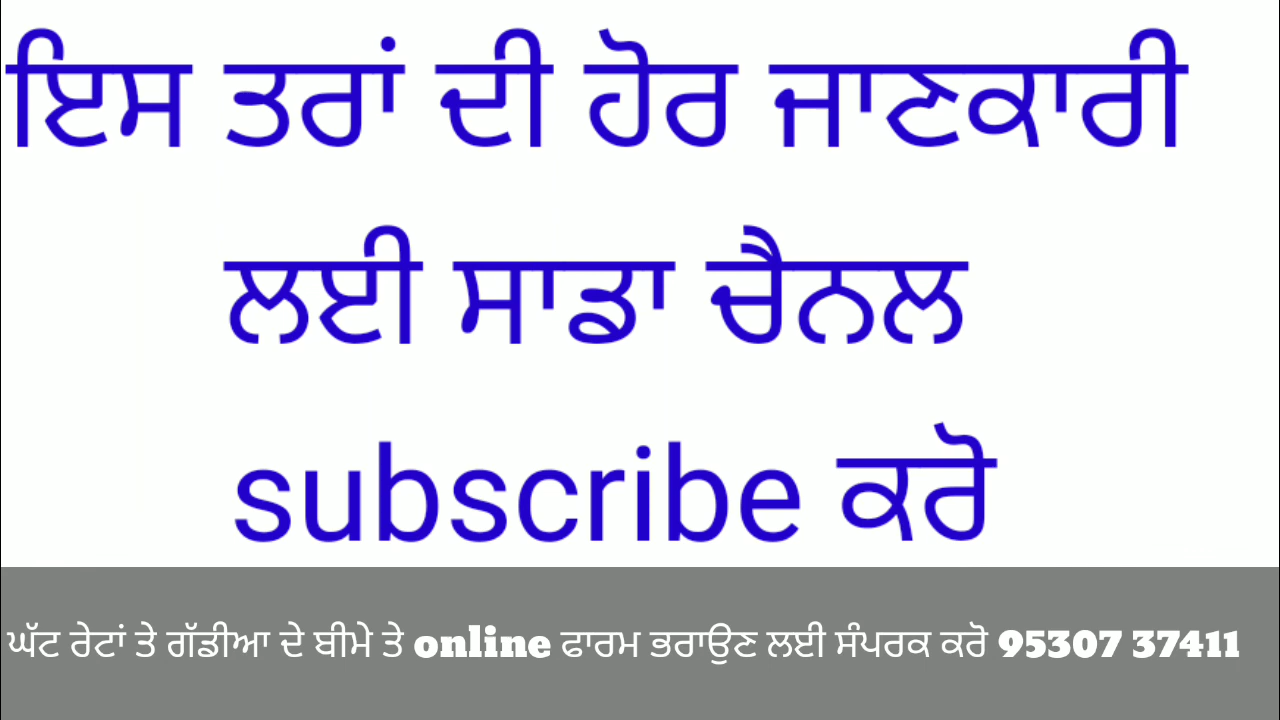 ਇਸ ਤਰਾਂ ਦੀ ਹੋਰ ਜਾਣਕਾਰੀ
ਲਈ ਸਾਡਾ ਚੈਨਲ
subscribe ਕਰੋ
ਘੱਟ ਰੇਟਾਂ ਤੇ ਗੱਡੀਆ ਦੇ ਬੀਮੇ ਤੇ online ਫਾਰਮ ਭਰਾਉਣ ਲਈ ਸੰਪਰਕ ਕਰੋ 95307 37411